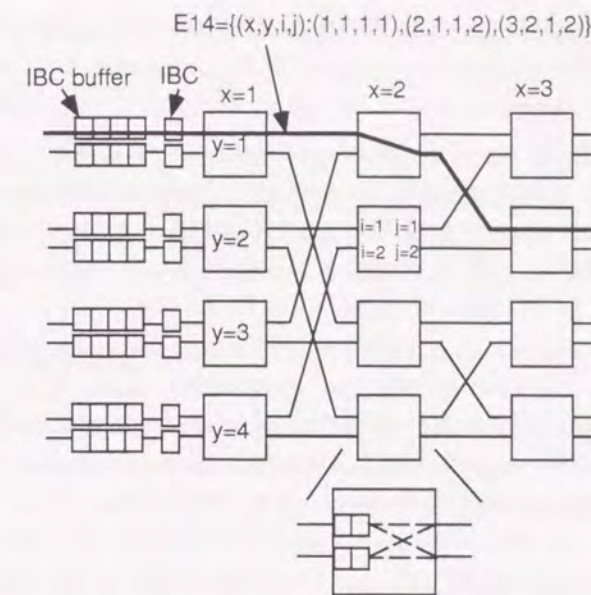 E14={(x,y,i,j):(1,1,1,1),(2,1,1,2),(3,2,1,2)}
IBC buffer
IBC
x=1
x=2
x=3
y=1
y=2
i=1 j=1
i=2 j=2
y=3
y=4